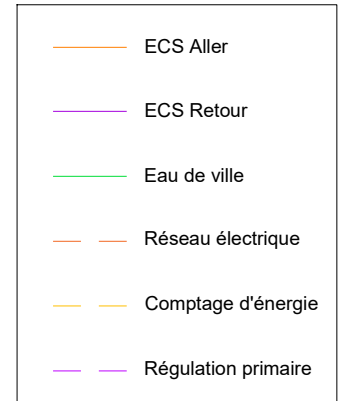 ECS Aller
ECS Retour
Eau de ville
Réseau électrique
Comptage d'énergie
Régulation primaire